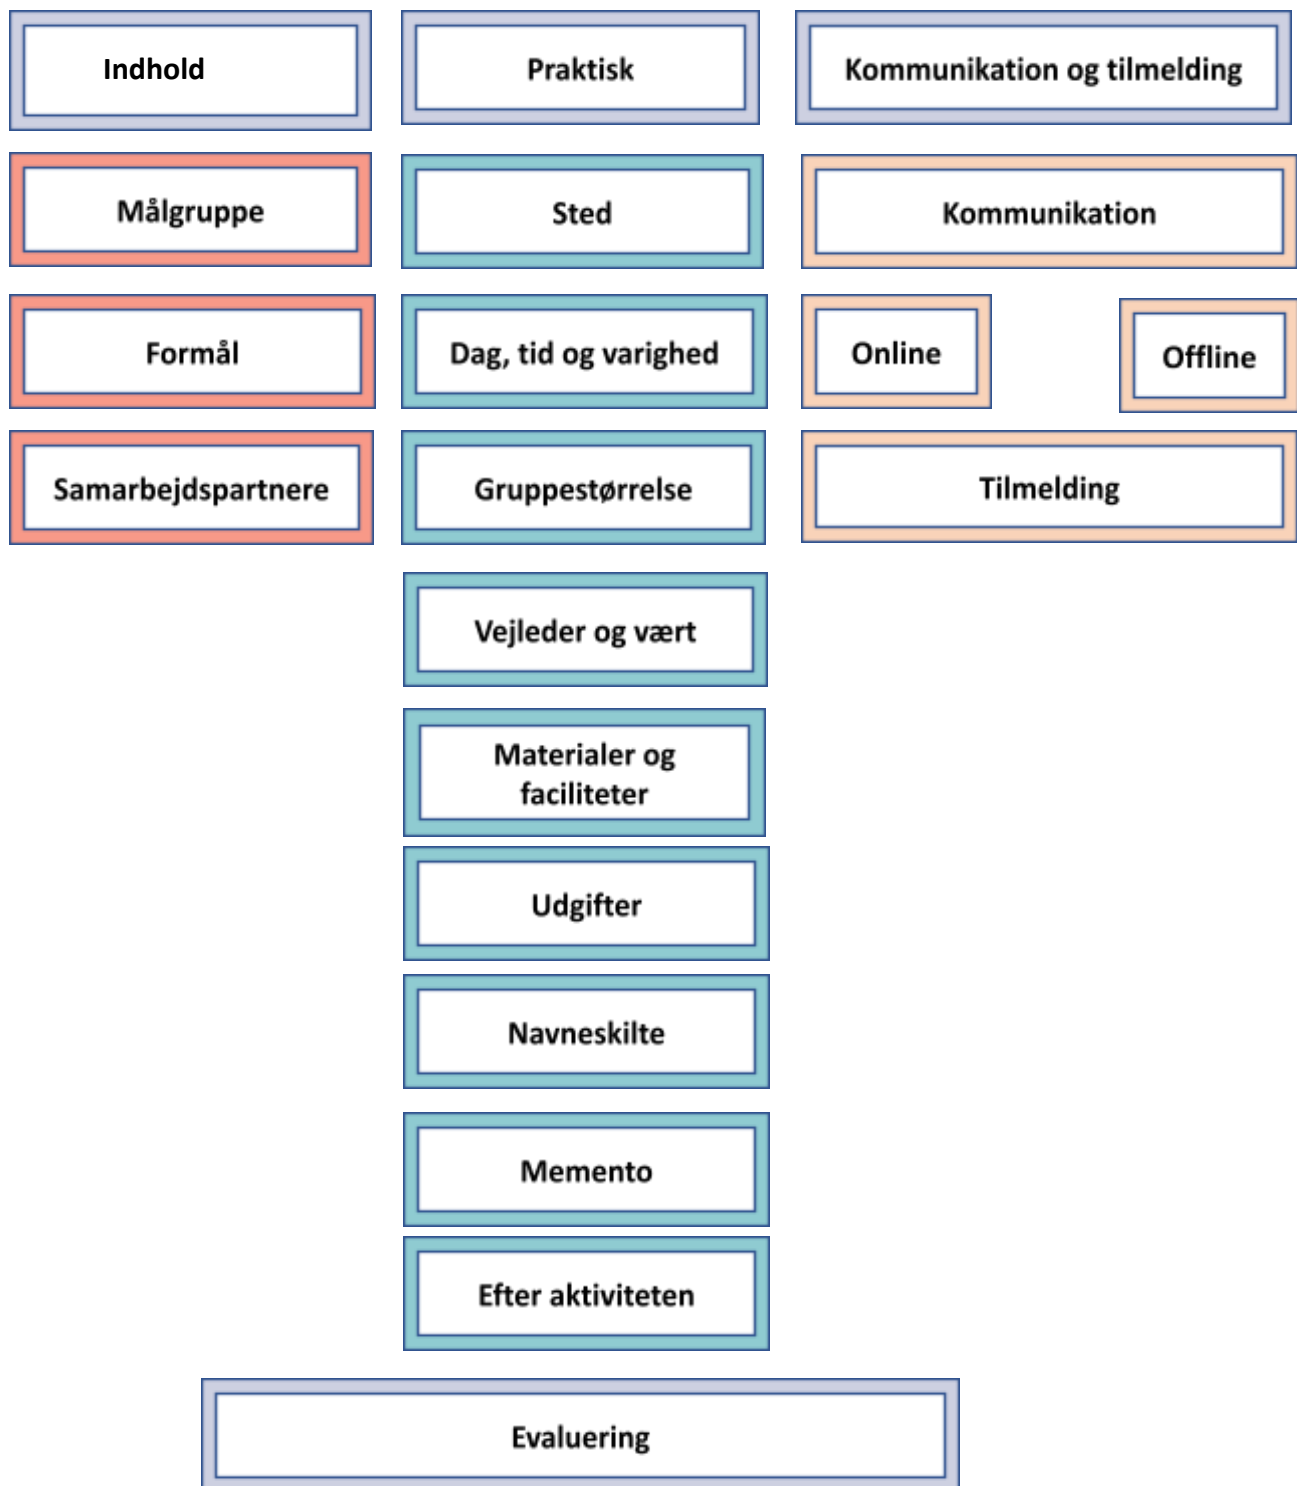 Indhold
Praktisk
Kommunikation og tilmelding
Målgruppe
Sted
Kommunikation
Formål
Dag, tid og varighed
Online
Offline
Samarbejdspartnere
Gruppestørrelse
Tilmelding
Vejleder og vært
Materialer og
faciliteter
Udgifter
Navneskilte
Memento
Efter aktiviteten
Evaluering